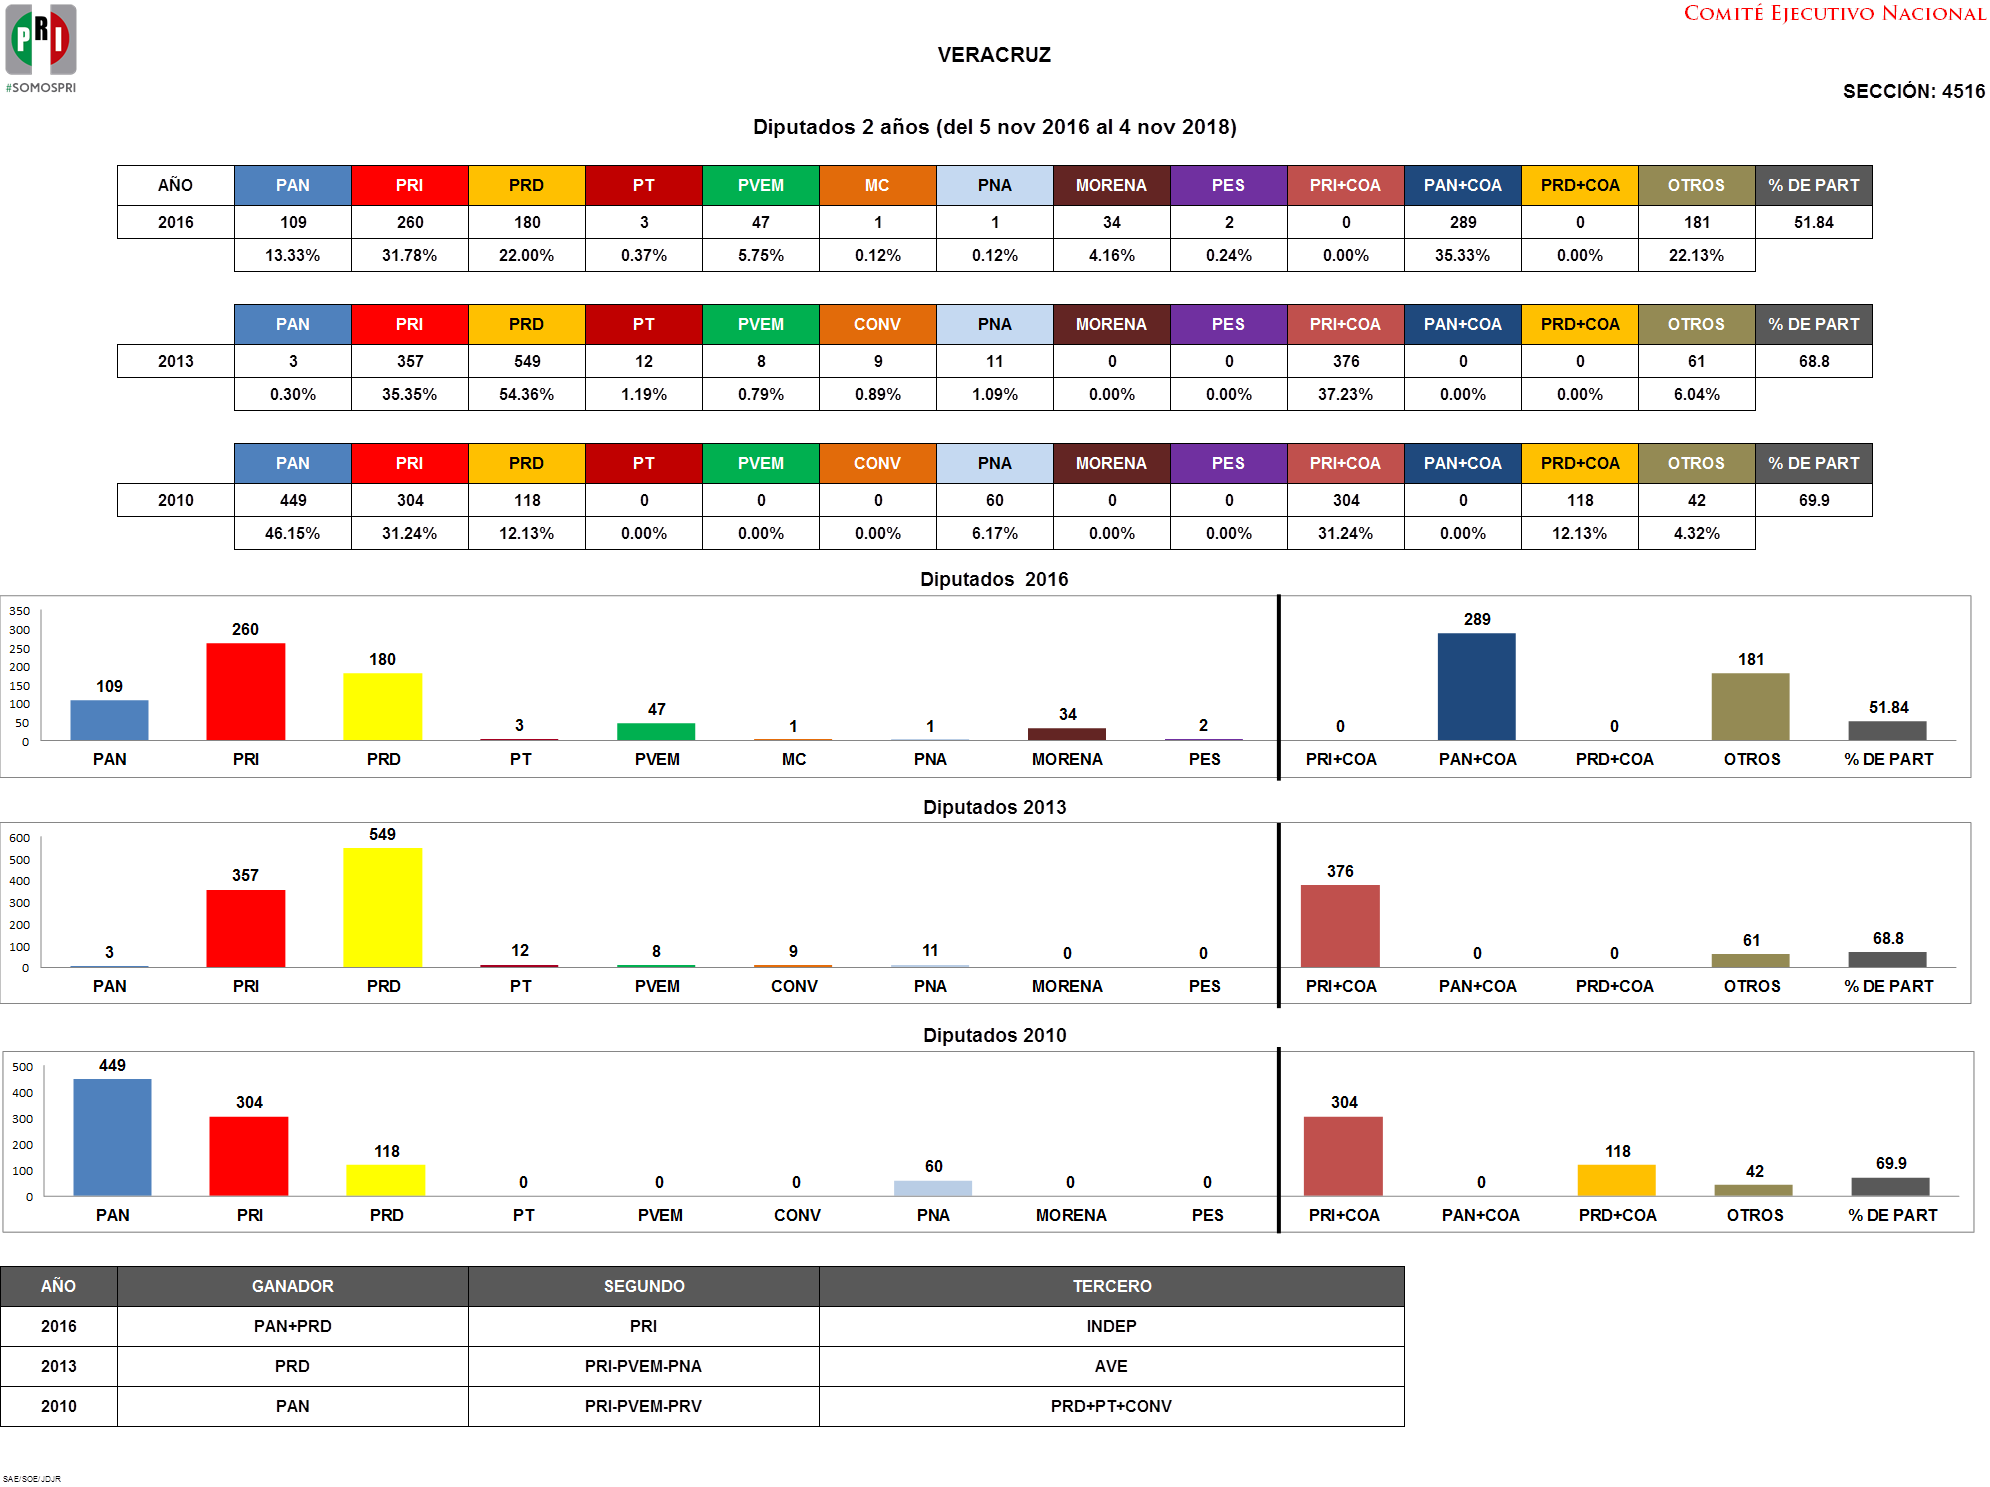 PRI
#SOMOSPRI
COMITÉ EJECUTIVO NACIONAL
VERACRUZ
SECCIÓN: 4516
Diputados 2 años (del 5 nov 2016 al 4 nov 2018)
AÑO PAN PRI PRD PT PVEM MC PNA MORENA PES PRI+COA PAN+COA PRD+COA OTROS % DE PART
2016 109 260 180 3 47 1 1 34 2 0 289 0 181 51.84
13.33% 31.78% 22.00% 0.37% 5.75% 0.12% 0.12% 4.16% 0.24% 0.00% 35.33% 0.00% 22.13%
PAN PRI PRD PT PVEM CONV PNA MORENA PES PRI+COA PAN+COA PRD+COA OTROS % DE PART
2013 3 357 549 12 8 9 11 0 0 376 0 0 61 68.8
0.30% 35.35% 54.36% 1.19% 0.79% 0.89% 1.09% 0.00% 0.00% 37.23% 0.00% 0.00% 6.04%
PAN PRI PRD PT PVEM CONV PNA MORENA PES PRI+COA PAN+COA PRD+COA OTROS % DE PART
2010 449 304 118 0 0 0 60 0 0 304 0 118 42 69.9
46.15% 31.24% 12.13% 0.00% 0.00% 0.00% 6.17% 0.00% 0.00% 31.24% 0.00% 12.13% 4.32%
Diputados 2016
350
300
250
200
150
100
50
0
109 260 180 3 47 1 1 34 2 0 289 0 181 51.84
PAN PRI PRD PT PVEM MC PNA MORENA PES PRI+COA PAN+COA PRD+COA OTROS % DE PART
Diputados 2013
600
500
400
300
200
100
0
3 357 549 12 8 9 11 0 0 376 0 0 61 68.8
PAN PRI PRD PT PVEM CONV PNA MORENA PES PRI+COA PAN+COA PRD+COA OTROS % DE PART
Diputados 2010
500
400
300
200
100
0
449 304 118 0 0 0 60 0 0 304 0 118 42 69.9
PAN PRI PRD PT PVEM CONV PNA MORENA PES PRI+COA PAN+COA PRD+COA OTROS % DE PART
AÑO GANADOR SEGUNDO TERCERO
2016 PAN+PRD PRI INDEP
2013 PRD PRI-PVEM-PNA AVE
2010 PAN PRI-PVEM-PRV PRD+PT+CONV
SAE/SOE/JDJR